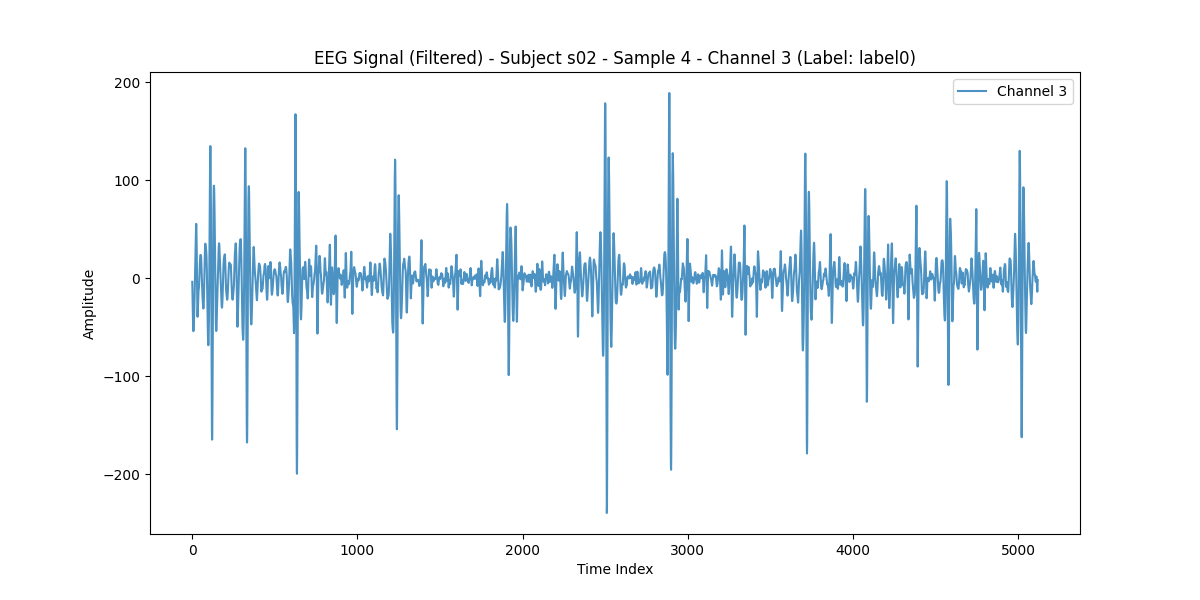 EEG Signal (Filtered) - Subject s02 - Sample 4 - Channel 3 (Label: label0)
Channel 3
200
100
0
−100
−200
Amplitude
0 1000 2000 3000 4000 5000
Time Index